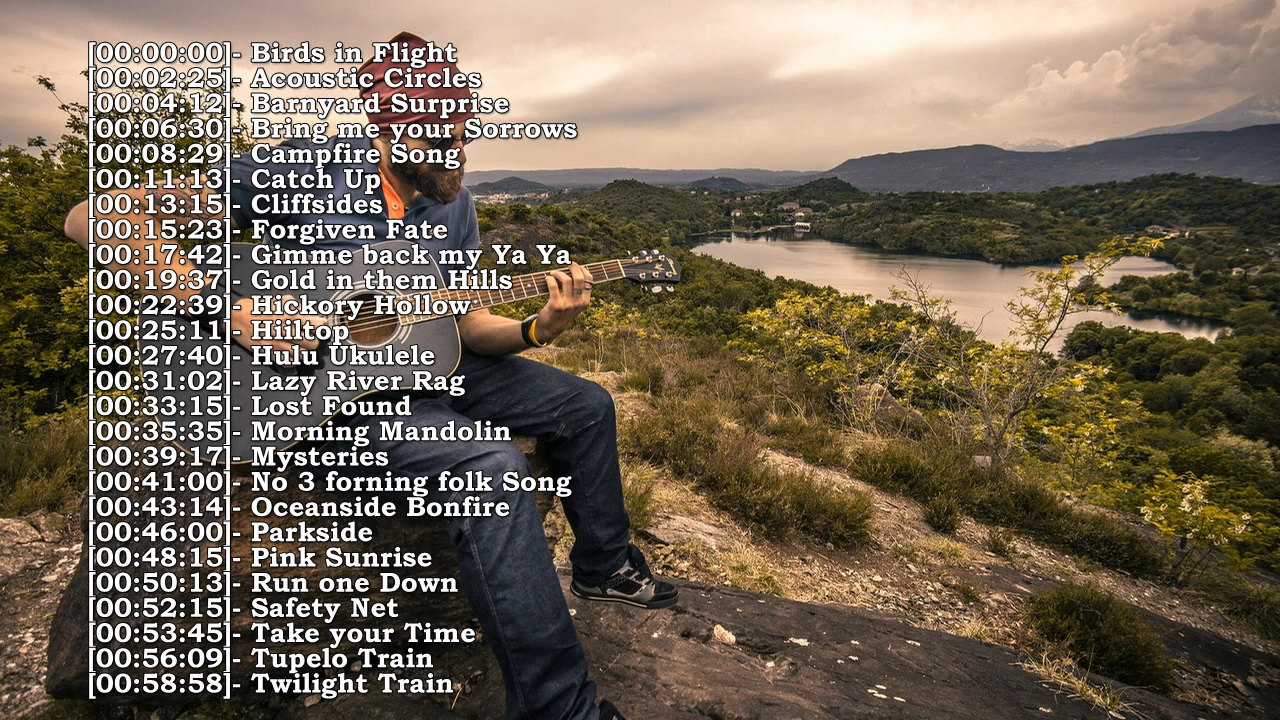 [00:00:00]- Birds in Flight
[00:02:25]- Acoustic Circles
[00:04:12]- Barnyard Surprise
[00:06:30]- Bring me your Sorrows
[00:08:29]- Campfire Song
[00:11:13]- Catch Up
[00:13:15]- Cliffsides
[00:15:23]- Forgiven Fate
[00:17:42]- Gimme back my Ya Ya
[00:19:37]- Gold in them Hills
[00:22:39]- Hickory Hollow
[00:25:11]- Hiiltop
[00:27:40]- Hulu Ukulele
[00:31:02]- Lazy River Rag
[00:33:15]- Lost Found
[00:35:35]- Morning Mandolin
[00:39:17]- Mysteries
[00:41:00]- No 3 forning folk Song
[00:43:14]- Oceanside Bonfire
[00:46:00]- Parkside
[00:48:15]- Pink Sunrise
[00:50:13]- Run one Down
[00:52:15]- Safety Net
[00:53:45]- Take your Time
[00:56:09]- Tupelo Train
[00:58:58]- Twilight Train